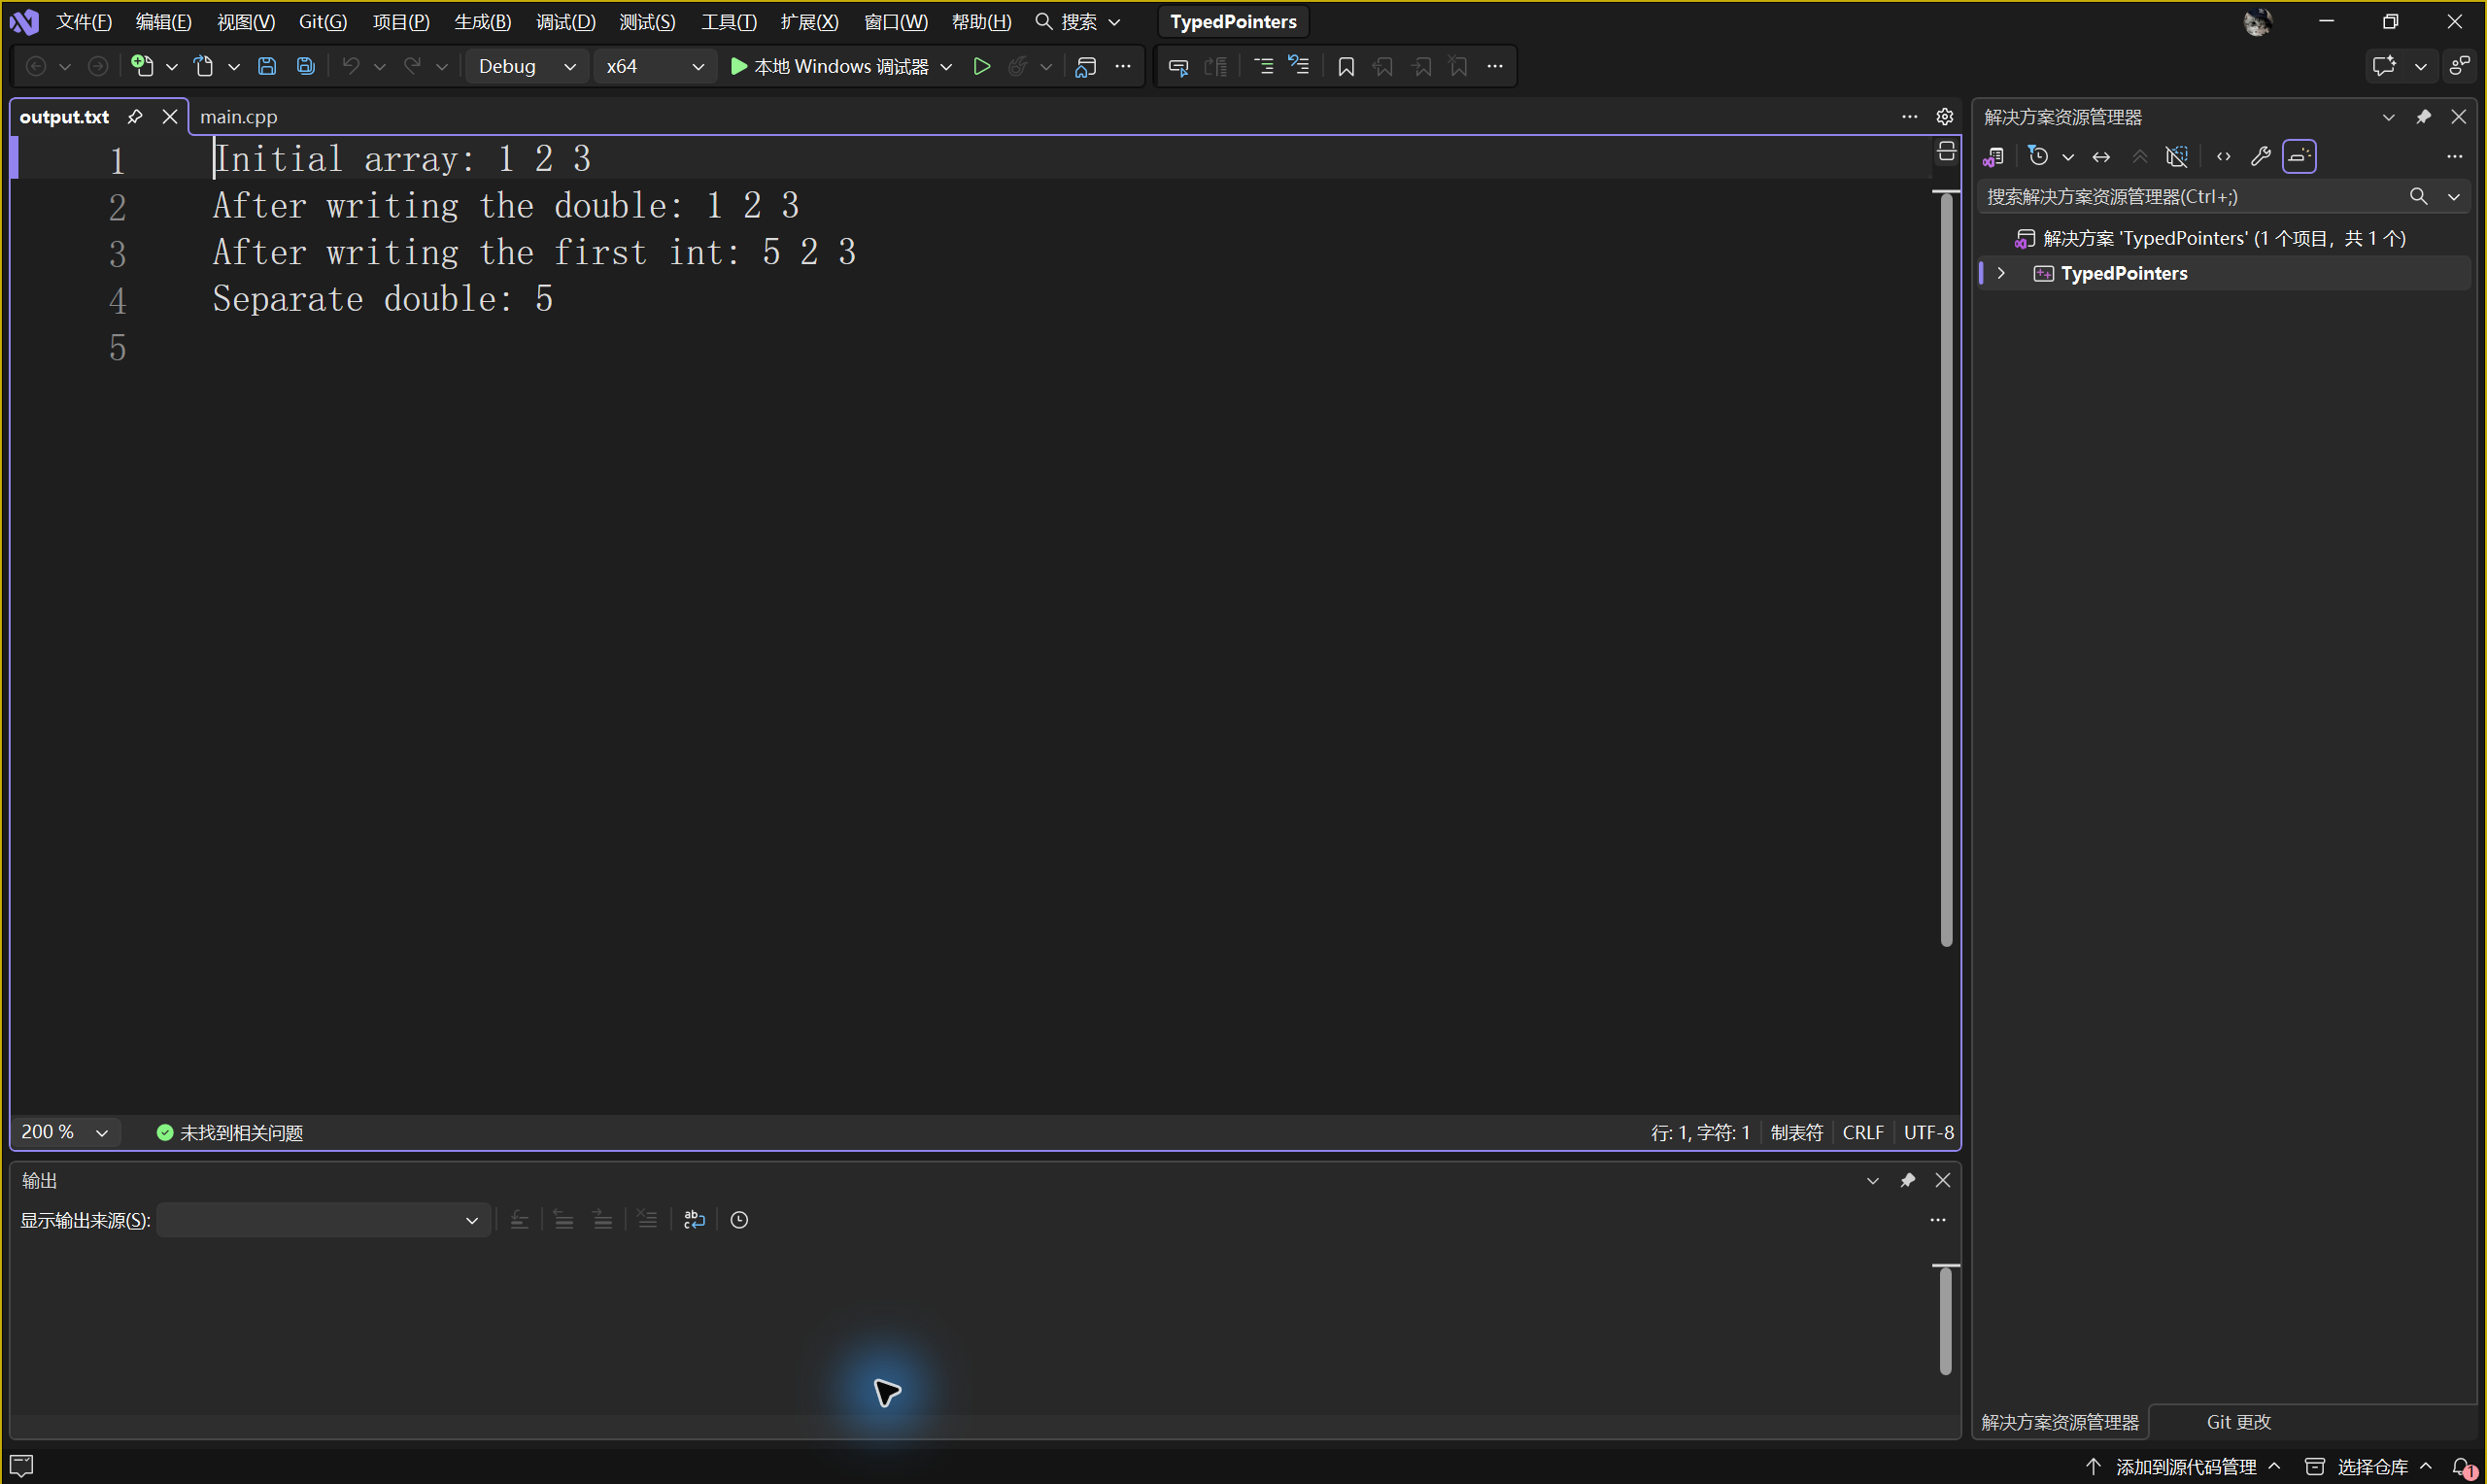 文件(F) 编辑(E) 视图(V) Git(G) 项目(P) 生成(B) 调试(D) 测试(S) 工具(T) 扩展(X) 窗口(W) 帮助(H) 搜索 TypedPointers
Debug x64 本地 Windows 调试器
output.txt main.cpp
1 Initial array: 1 2 3
2 After writing the double: 1 2 3
3 After writing the first int: 5 2 3
4 Separate double: 5
5
200 % 未找到相关问题 行: 1, 字符: 1 制表符 CRLF UTF-8
输出
显示输出来源(S):
解决方案资源管理器
搜索解决方案资源管理器(Ctrl+;)
解决方案 'TypedPointers' (1 个项目，共 1 个)
TypedPointers
解决方案资源管理器 Git 更改
添加到源代码管理 选择仓库 1